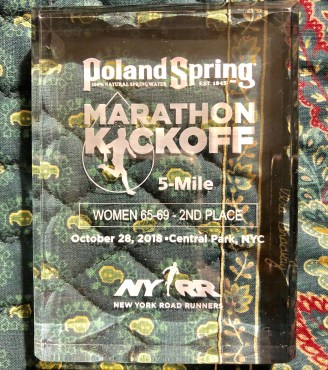 Poland Spring
100% NATURAL SPRING WATER EST. 1845
MARATHON
KICKOFF
5-Mile
WOMEN 65-69 - 2ND PLACE
October 28, 2018 • Central Park, NYC
NYRR
NEW YORK ROAD RUNNERS